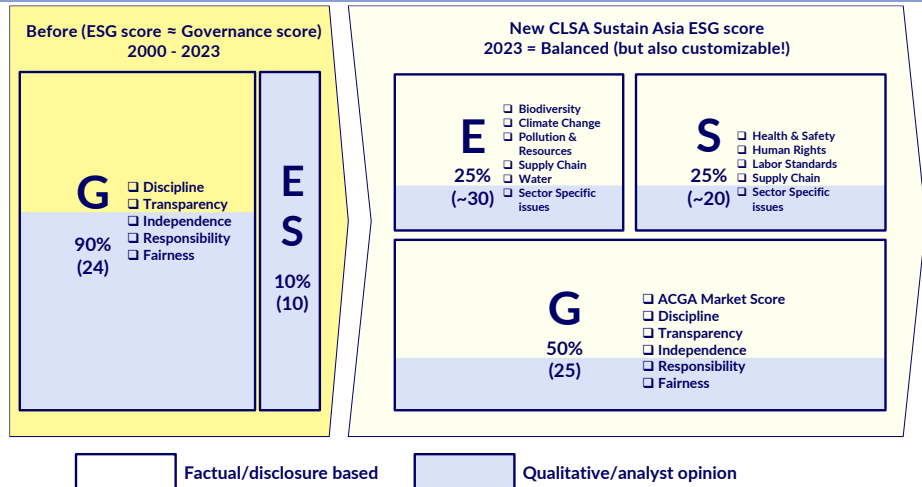 Before (ESG score ≈ Governance score)
2000 - 2023
G
90%
(24)
❑ Discipline
❑ Transparency
❑ Independence
❑ Responsibility
❑ Fairness
E
S
10%
(10)
New CLSA Sustain Asia ESG score
2023 = Balanced (but also customizable!)
E
25%
(~30)
❑ Biodiversity
❑ Climate Change
❑ Pollution &
Resources
❑ Supply Chain
❑ Water
❑ Sector Specific
issues
S
25%
(~20)
❑ Health & Safety
❑ Human Rights
❑ Labor Standards
❑ Supply Chain
❑ Sector Specific
issues
G
50%
(25)
❑ ACGA Market Score
❑ Discipline
❑ Transparency
❑ Independence
❑ Responsibility
❑ Fairness
Factual/disclosure based
Qualitative/analyst opinion